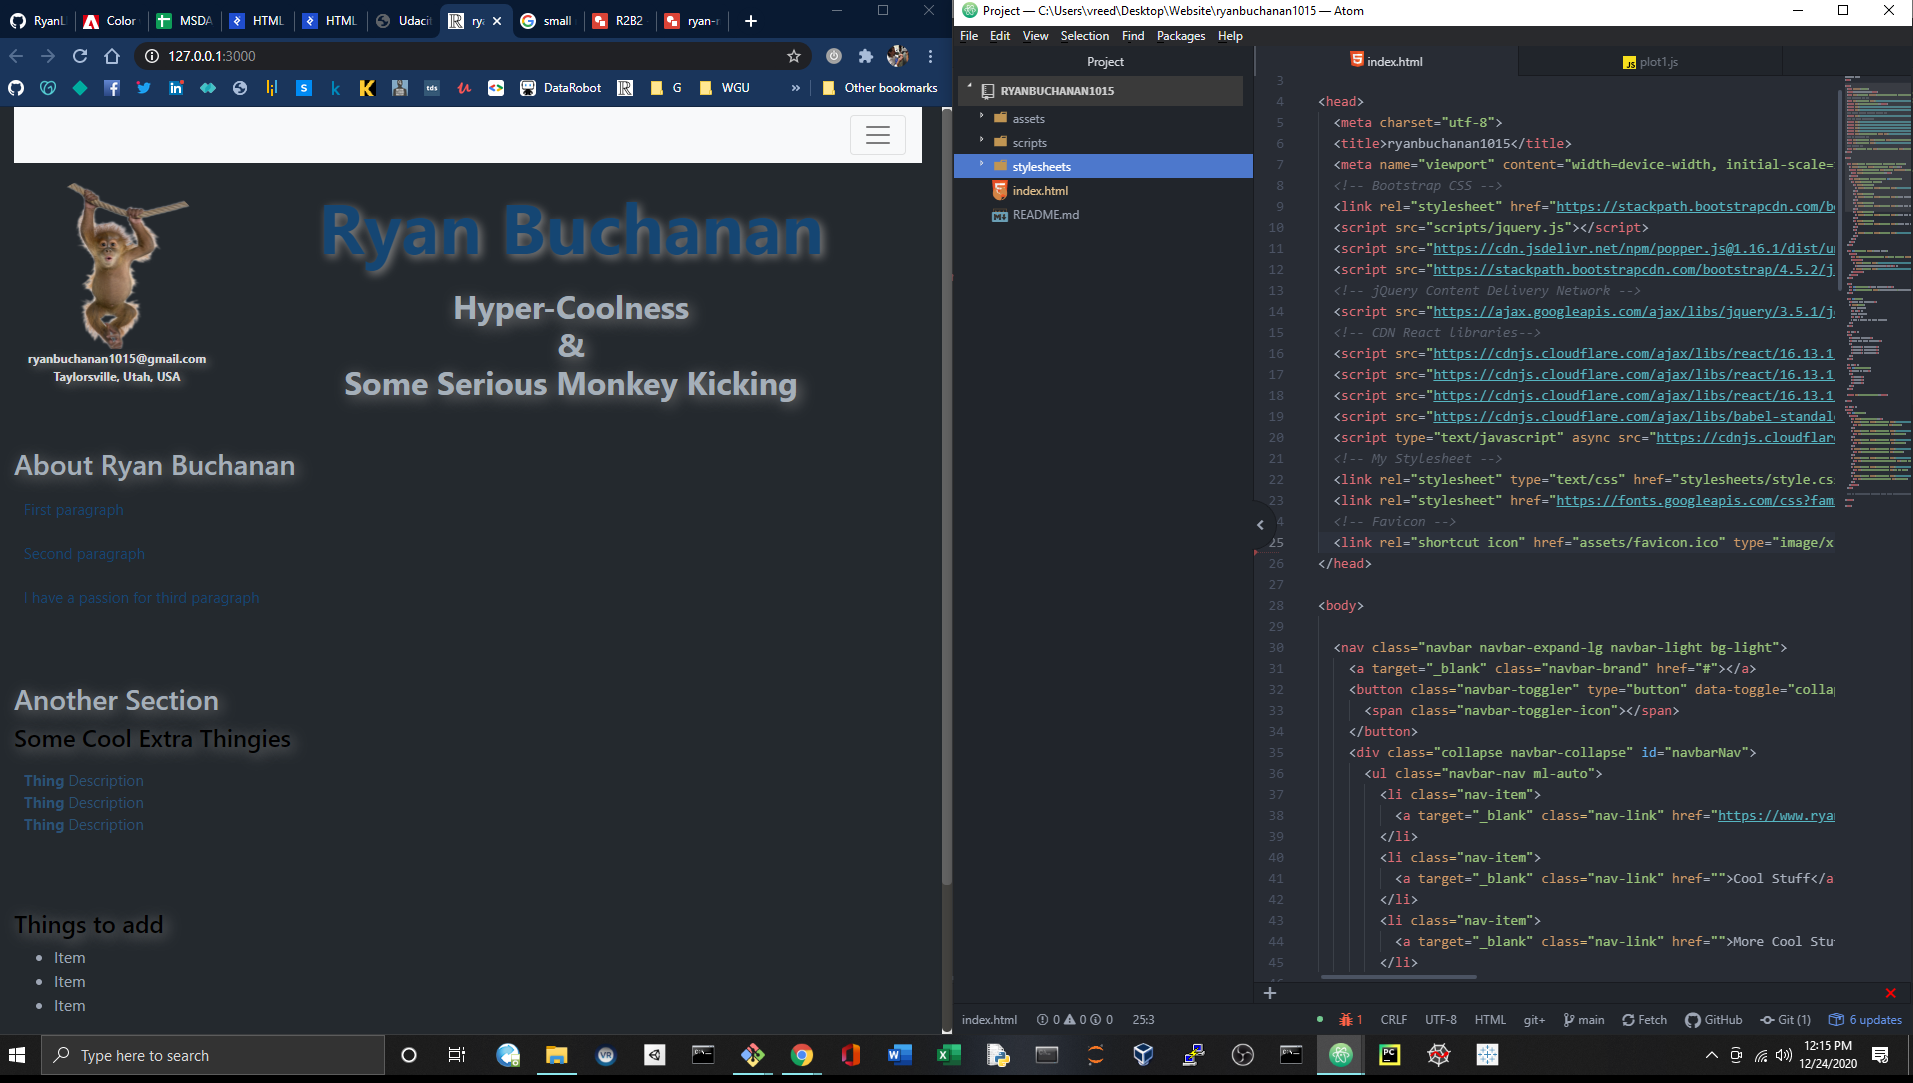 RyanL
Color
MSDA
HTML
HTML
Udaci
rya
small
R2B2
ryan-r
127.0.0.1:3000
DataRobot
G
WGU
»
Other bookmarks
Ryan Buchanan
Hyper-Coolness
&
Some Serious Monkey Kicking
ryanbuchanan1015@gmail.com
Taylorsville, Utah, USA
About Ryan Buchanan
First paragraph
Second paragraph
I have a passion for third paragraph
Another Section
Some Cool Extra Thingies
Thing Description
Thing Description
Thing Description
Things to add
Item
Item
Item
Project — C:\Users\vreed\Desktop\Website\ryanbuchanan1015 — Atom
File Edit View Selection Find Packages Help
Project
RYANBUCHANAN1015
assets
scripts
stylesheets
index.html
README.md
index.html
plot1.js
3
4 <head>
5 <meta charset="utf-8">
6 <title>ryanbuchanan1015</title>
7 <meta name="viewport" content="width=device-width, initial-scale=
8 <!-- Bootstrap CSS -->
9 <link rel="stylesheet" href="https://stackpath.bootstrapcdn.com/bo
10 <script src="scripts/jquery.js"></script>
11 <script src="https://cdn.jsdelivr.net/npm/popper.js@1.16.1/dist/u
12 <script src="https://stackpath.bootstrapcdn.com/bootstrap/4.5.2/j
13 <!-- jQuery Content Delivery Network -->
14 <script src="https://ajax.googleapis.com/ajax/libs/jquery/3.5.1/j
15 <!-- CDN React libraries-->
16 <script src="https://cdnjs.cloudflare.com/ajax/libs/react/16.13.1
17 <script src="https://cdnjs.cloudflare.com/ajax/libs/react/16.13.1
18 <script src="https://cdnjs.cloudflare.com/ajax/libs/react/16.13.1
19 <script src="https://cdnjs.cloudflare.com/ajax/libs/babel-standal
20 <script type="text/javascript" async src="https://cdnjs.cloudflar
21 <!-- My Stylesheet -->
22 <link rel="stylesheet" type="text/css" href="stylesheets/style.cs
23 <link rel="stylesheet" href="https://fonts.googleapis.com/css?fam
24 <!-- Favicon -->
25 <link rel="shortcut icon" href="assets/favicon.ico" type="image/x
26 </head>
27
28 <body>
29
30 <nav class="navbar navbar-expand-lg navbar-light bg-light">
31 <a target="_blank" class="navbar-brand" href="#"></a>
32 <button class="navbar-toggler" type="button" data-toggle="colla
33 <span class="navbar-toggler-icon"></span>
34 </button>
35 <div class="collapse navbar-collapse" id="navbarNav">
36 <ul class="navbar-nav ml-auto">
37 <li class="nav-item">
38 <a target="_blank" class="nav-link" href="https://www.rya
39 </li>
40 <li class="nav-item">
41 <a target="_blank" class="nav-link" href="">Cool Stuff</a
42 </li>
43 <li class="nav-item">
44 <a target="_blank" class="nav-link" href="">More Cool Stu
45 </li>
index.html 0 0 0 25:3
1 CRLF UTF-8 HTML git+ main Fetch GitHub Git (1) 6 updates
Type here to search
12:15 PM
12/24/2020